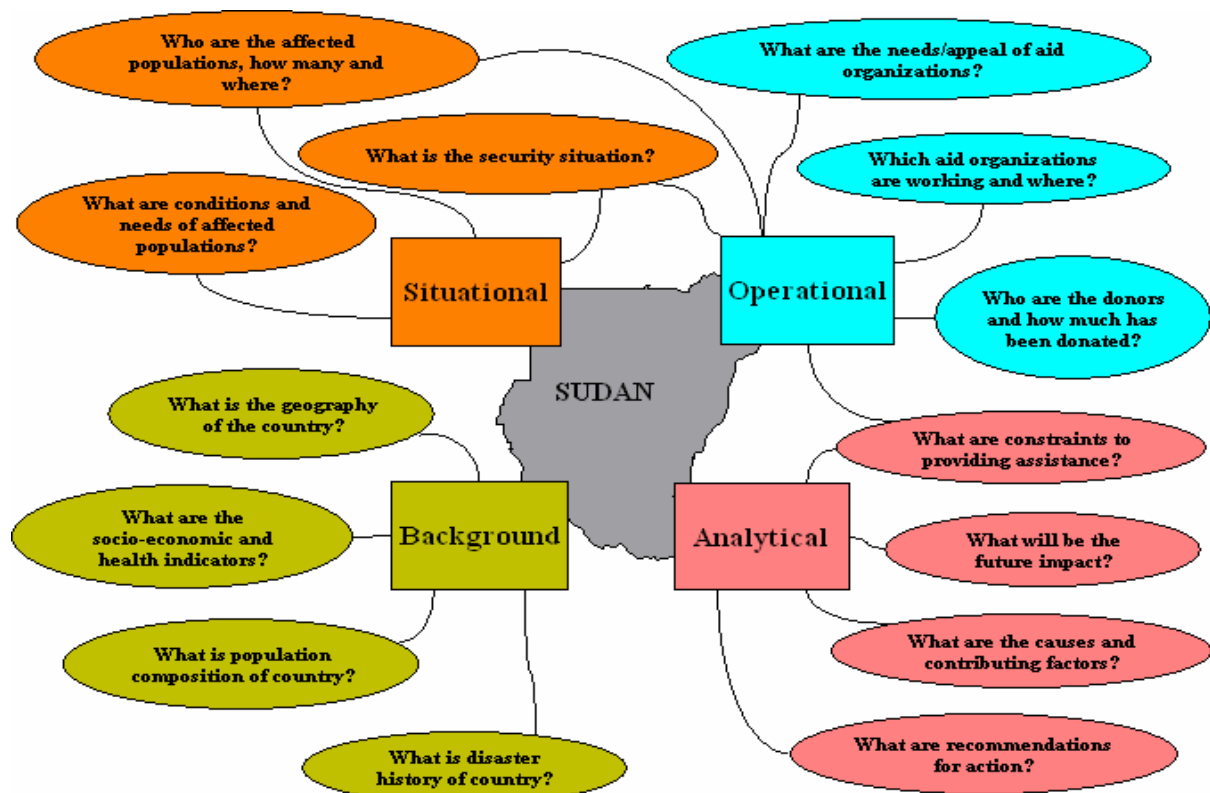 Who are the affected
populations, how many and
where?
What are the needs/appeal of aid
organizations?
What is the security situation?
Which aid organizations
are working and where?
What are conditions and
needs of affected
populations?
Situational
Operational
Who are the donors
and how much has
been donated?
SUDAN
What is the geography
of the country?
What are constraints to
providing assistance?
What are the
socio-economic and
health indicators?
Background
Analytical
What will be the
future impact?
What is population
composition of country?
What are the causes and
contributing factors?
What is disaster
history of country?
What are recommendations
for action?